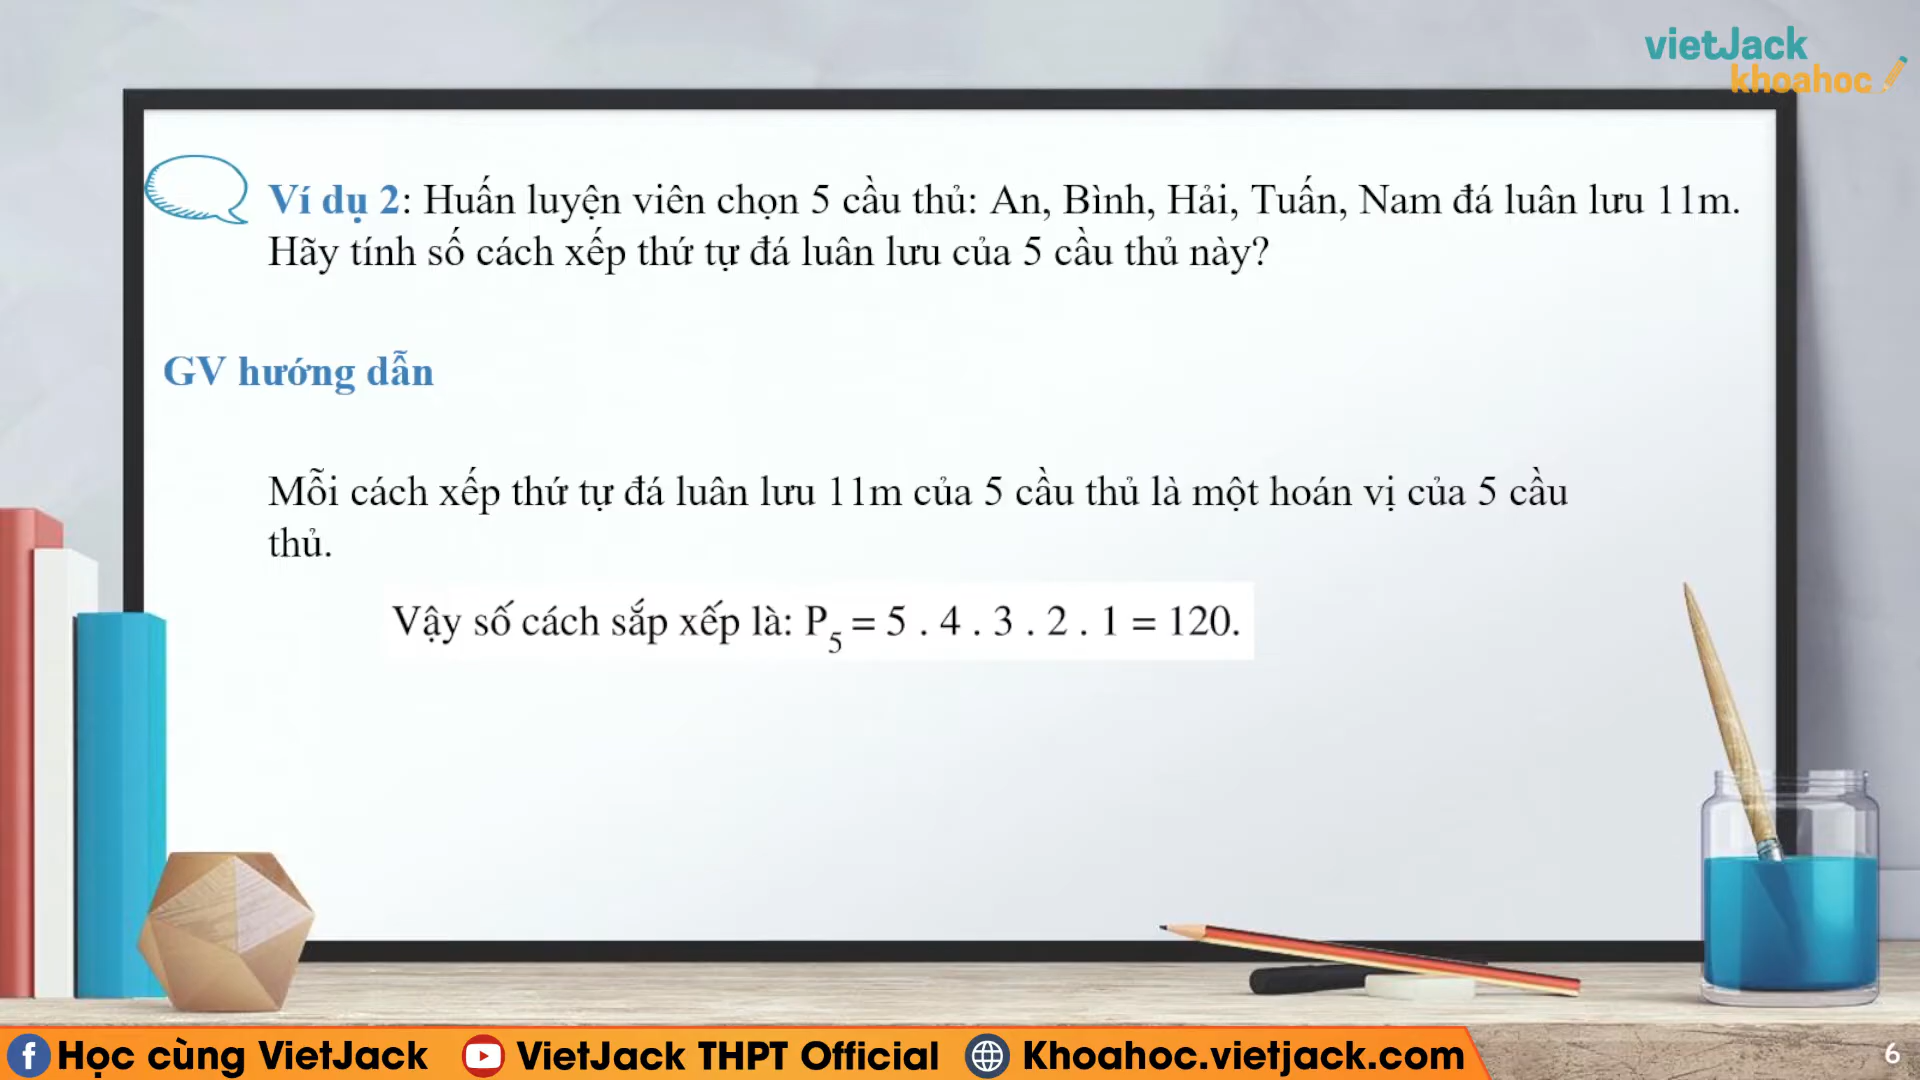 vietJack
khoahoc
Ví dụ 2: Huấn luyện viên chọn 5 cầu thủ: An, Bình, Hải, Tuấn, Nam đá luân lưu 11m.
Hãy tính số cách xếp thứ tự đá luân lưu của 5 cầu thủ này?
GV hướng dẫn
Mỗi cách xếp thứ tự đá luân lưu 11m của 5 cầu thủ là một hoán vị của 5 cầu
thủ.
Vậy số cách sắp xếp là: P₅ = 5 . 4 . 3 . 2 . 1 = 120.
Học cùng VietJack VietJack THPT Official Khoahoc.vietjack.com
6